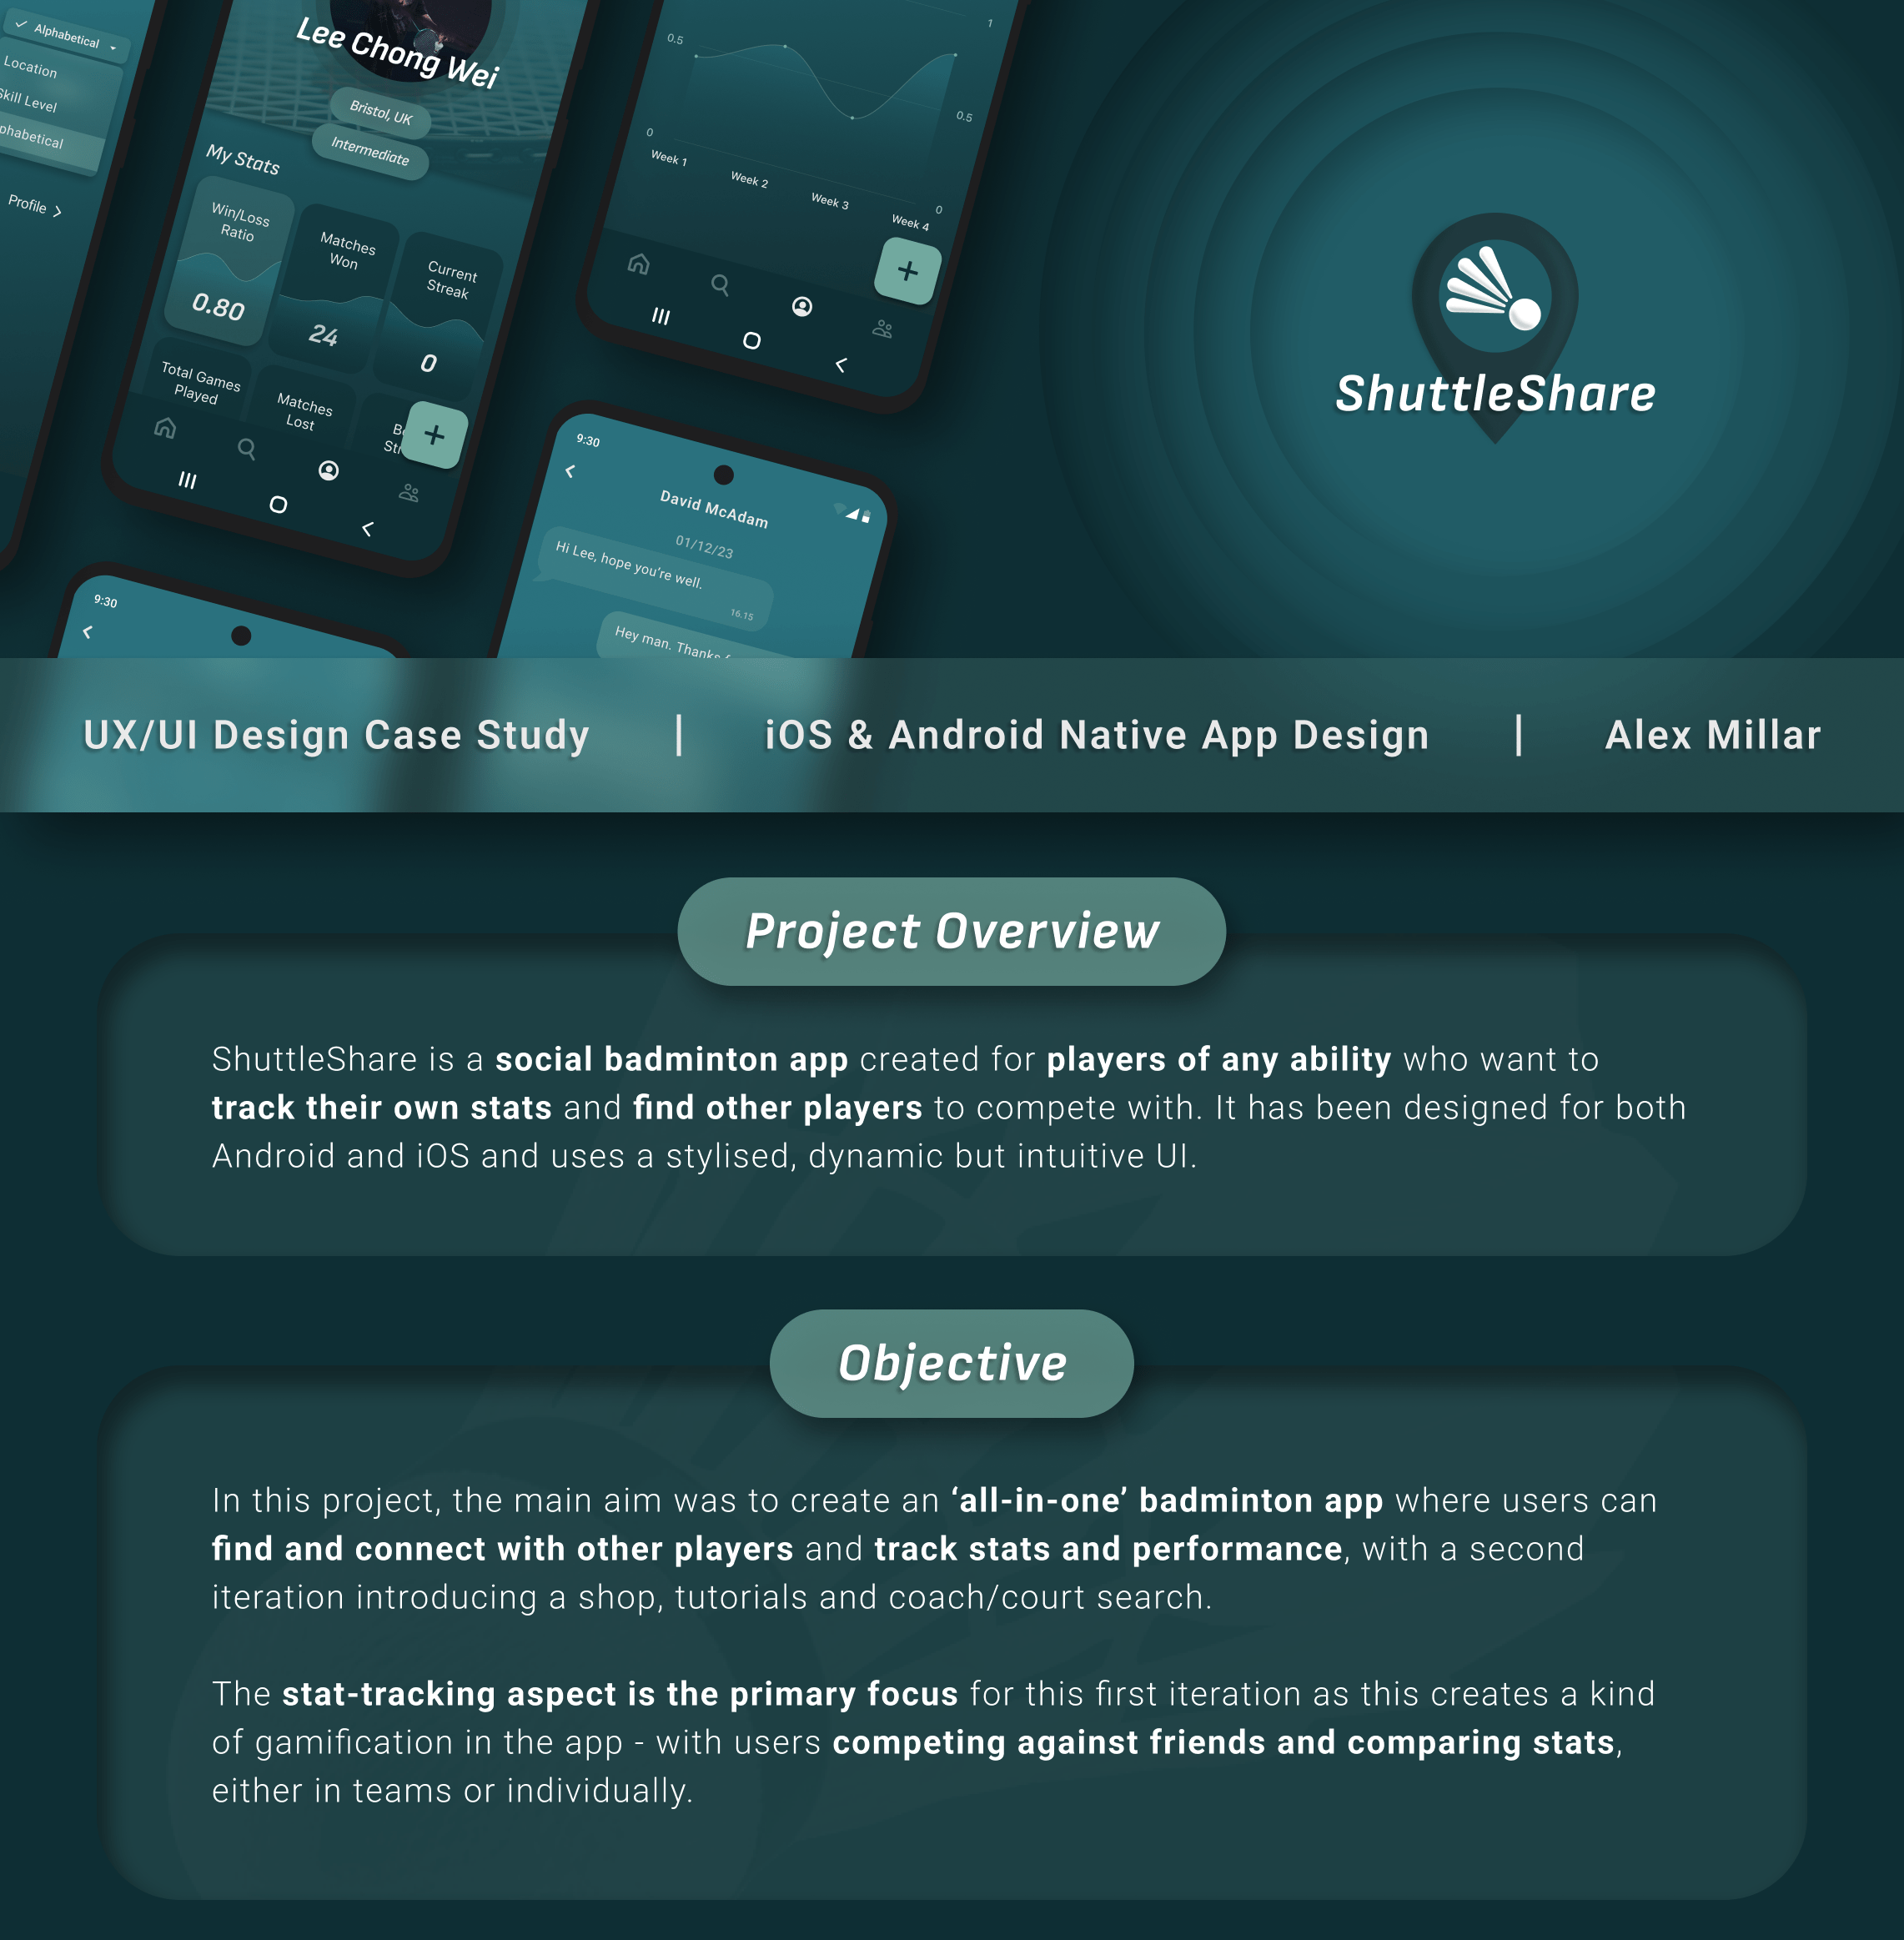 Alphabetical
Location
Skill Level
phabetical
Profile
Lee Chong Wei
Bristol, UK
Intermediate
My Stats
Win/Loss
Ratio
0.80
Matches
Won
24
Current
Streak
0
Total Games
Played
Matches
Lost
9:30
1
0.5
0.5
0
0
Week 1
Week 2
Week 3
Week 4
9:30
David McAdam
01/12/23
Hi Lee, hope you’re well.
16.15
Hey man. Thanks
ShuttleShare
UX/UI Design Case Study | iOS & Android Native App Design | Alex Millar
Project Overview
ShuttleShare is a social badminton app created for players of any ability who want to
track their own stats and find other players to compete with. It has been designed for both
Android and iOS and uses a stylised, dynamic but intuitive UI.
Objective
In this project, the main aim was to create an ‘all-in-one’ badminton app where users can
find and connect with other players and track stats and performance, with a second
iteration introducing a shop, tutorials and coach/court search.
The stat-tracking aspect is the primary focus for this first iteration as this creates a kind
of gamification in the app - with users competing against friends and comparing stats,
either in teams or individually.